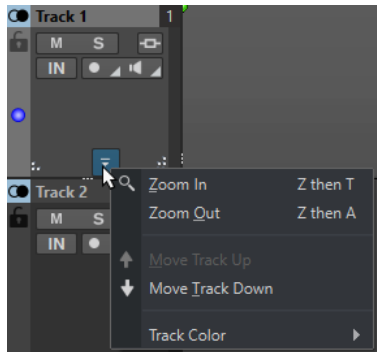 Track 1 1
M S
IN
Track 2
M S
IN
Zoom In Z then T
Zoom Out Z then A
Move Track Up
Move Track Down
Track Color